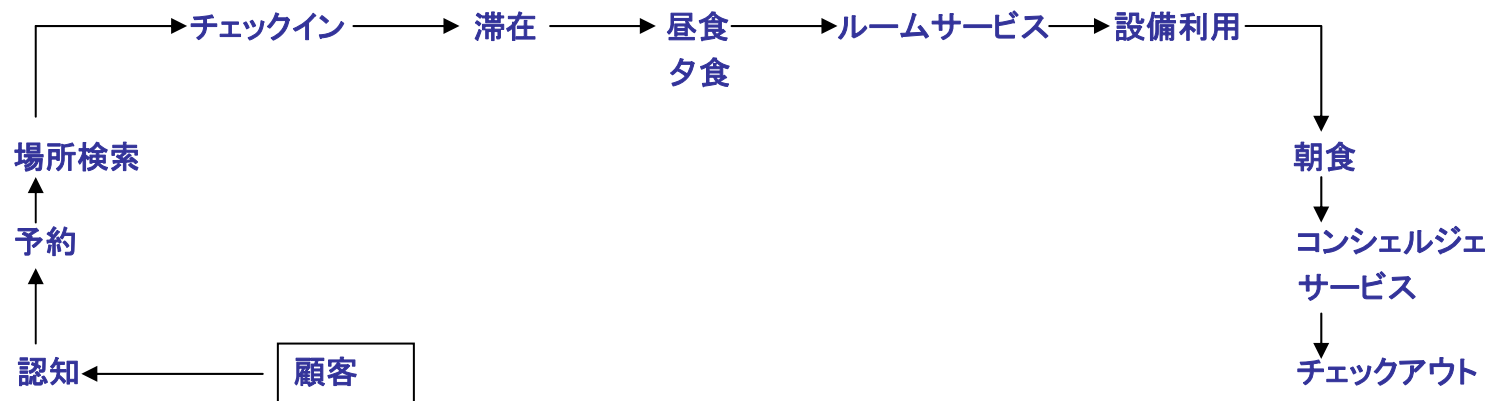 チェックイン
滞在
昼食
夕食
ルームサービス
設備利用
場所検索
朝食
予約
コンシェルジェ
サービス
認知
顧客
チェックアウト